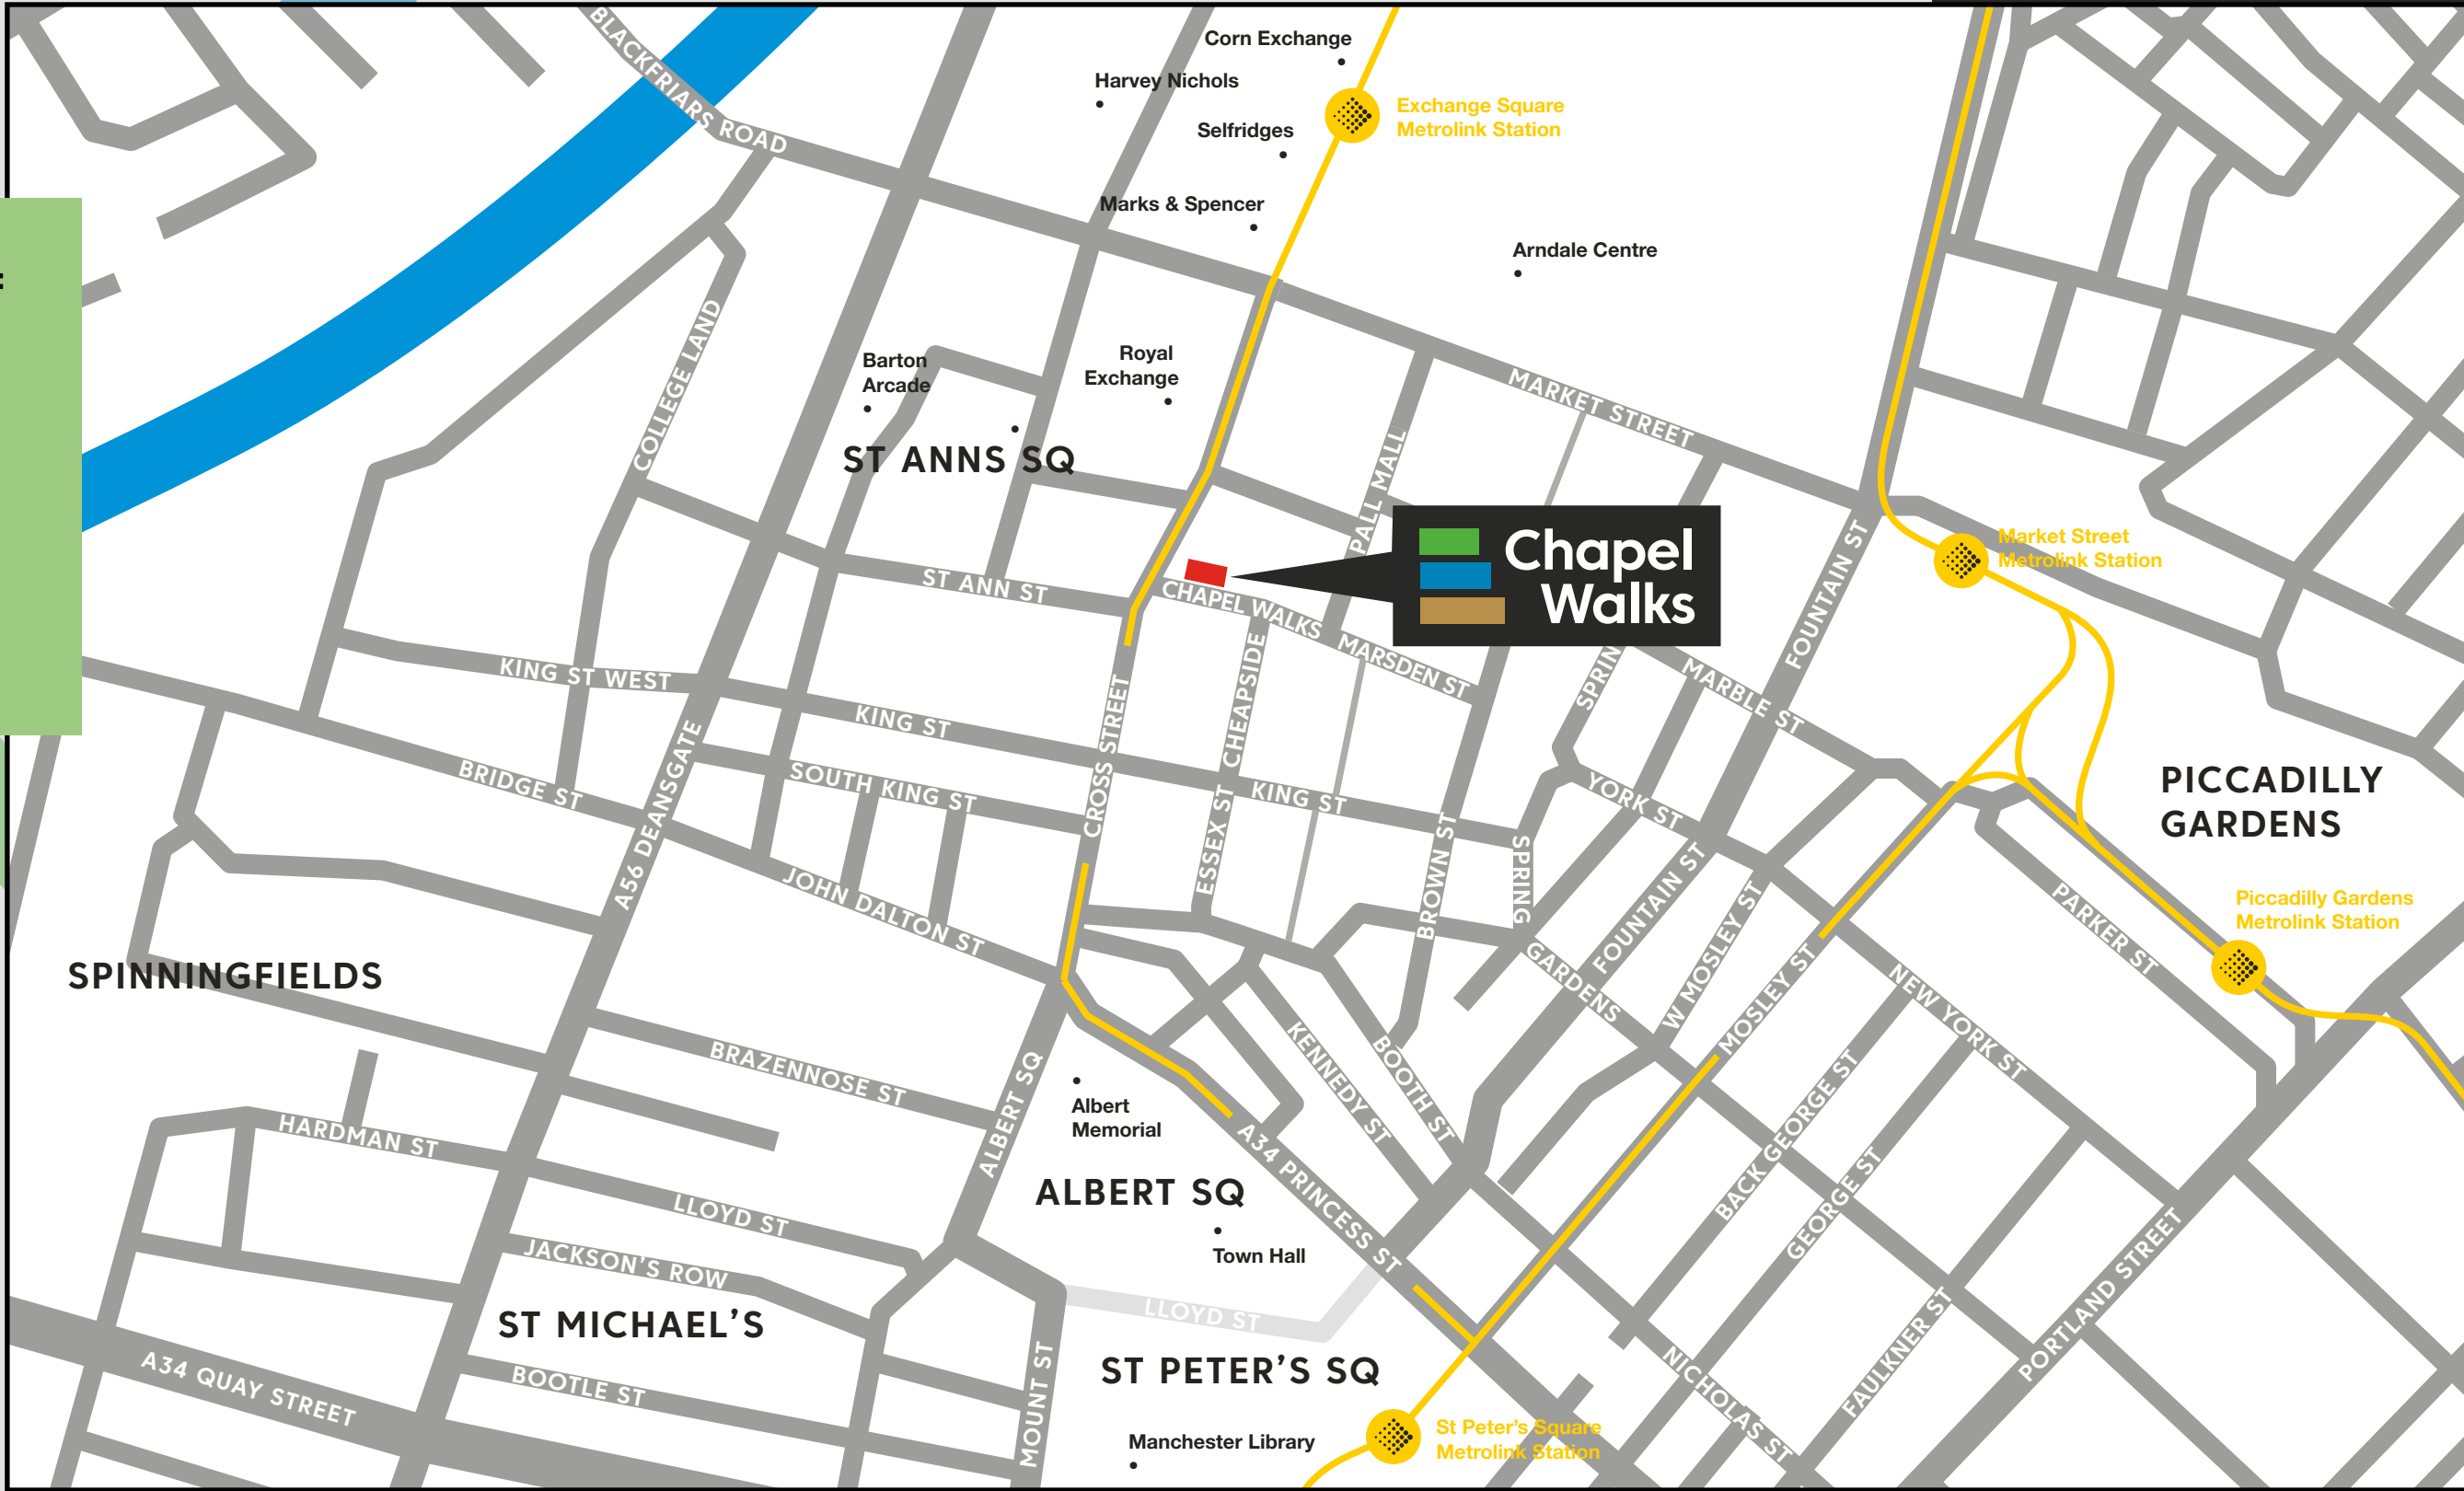 BLACKFRIARS ROAD
Corn Exchange
Harvey Nichols
Exchange Square
Metrolink Station
Selfridges
Marks & Spencer
Arndale Centre
COLLEGE LAND
Barton
Arcade
Royal
Exchange
MARKET STREET
ST ANNS SQ
PALL MALL
Chapel
Walks
Market Street
Metrolink Station
FOUNTAIN ST
ST ANN ST
CHAPEL WALKS
MARSDEN ST
SPRIN
MARBLE ST
KING ST WEST
KING ST
CROSS STREET
CHEAPSIDE
BRIDGE ST
SOUTH KING ST
KING ST
YORK ST
PICCADILLY
GARDENS
A56 DEANSGATE
ESSEX ST
BROWN ST
SPRING
GARDENS
FOUNTAIN ST
W MOSLEY ST
MOSLEY ST
JOHN DALTON ST
PARKER ST
Piccadilly Gardens
Metrolink Station
SPINNINGFIELDS
NEW YORK ST
BRAZENNOSE ST
ALBERT SQ
Albert
Memorial
KENNEDY ST
BOOTH ST
BACK GEORGE ST
GEORGE ST
HARDMAN ST
ALBERT SQ
A34 PRINCESS ST
LLOYD ST
Town Hall
JACKSON'S ROW
LLOYD ST
ST MICHAEL'S
PORTLAND STREET
FAULKNER ST
NICHOLAS ST
A34 QUAY STREET
BOOTLE ST
MOUNT ST
ST PETER'S SQ
St Peter's Square
Metrolink Station
Manchester Library